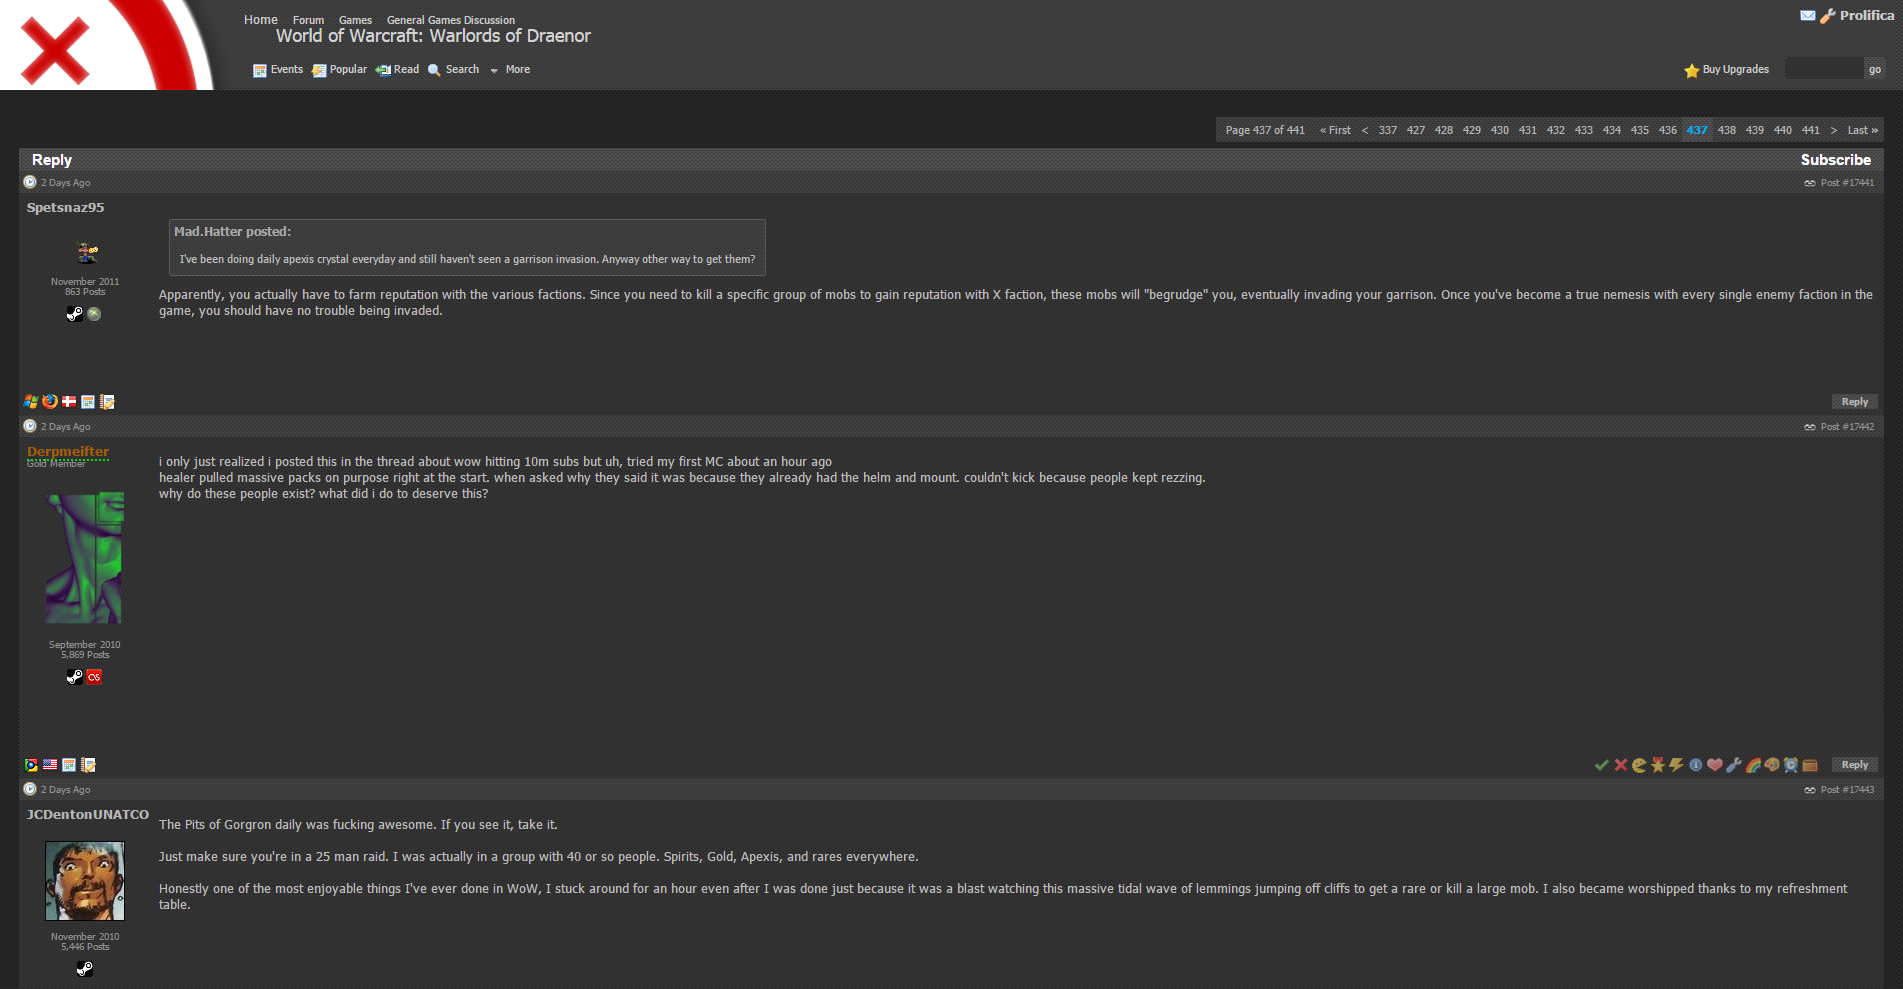 Home Forum Games General Games Discussion
World of Warcraft: Warlords of Draenor
Prolifica
Events Popular Read Search More
Buy Upgrades go
Page 437 of 441 « First < 337 427 428 429 430 431 432 433 434 435 436 437 438 439 440 441 > Last »
Reply Subscribe
2 Days Ago Post #17441
Spetsnaz95
Mad.Hatter posted:
I've been doing daily apexis crystal everyday and still haven't seen a garrison invasion. Anyway other way to get them?
November 2011
863 Posts
Apparently, you actually have to farm reputation with the various factions. Since you need to kill a specific group of mobs to gain reputation with X faction, these mobs will "begrudge" you, eventually invading your garrison. Once you've become a true nemesis with every single enemy faction in the
game, you should have no trouble being invaded.
Reply
2 Days Ago Post #17442
Derpmeifter
Gold Member
i only just realized i posted this in the thread about wow hitting 10m subs but uh, tried my first MC about an hour ago
healer pulled massive packs on purpose right at the start. when asked why they said it was because they already had the helm and mount. couldn't kick because people kept rezzing.
why do these people exist? what did i do to deserve this?
September 2010
5,869 Posts
Reply
2 Days Ago Post #17443
JCDentonUNATCO
The Pits of Gorgron daily was fucking awesome. If you see it, take it.
Just make sure you're in a 25 man raid. I was actually in a group with 40 or so people. Spirits, Gold, Apexis, and rares everywhere.
Honestly one of the most enjoyable things I've ever done in WoW, I stuck around for an hour even after I was done just because it was a blast watching this massive tidal wave of lemmings jumping off cliffs to get a rare or kill a large mob. I also became worshipped thanks to my refreshment
table.
November 2010
5,446 Posts